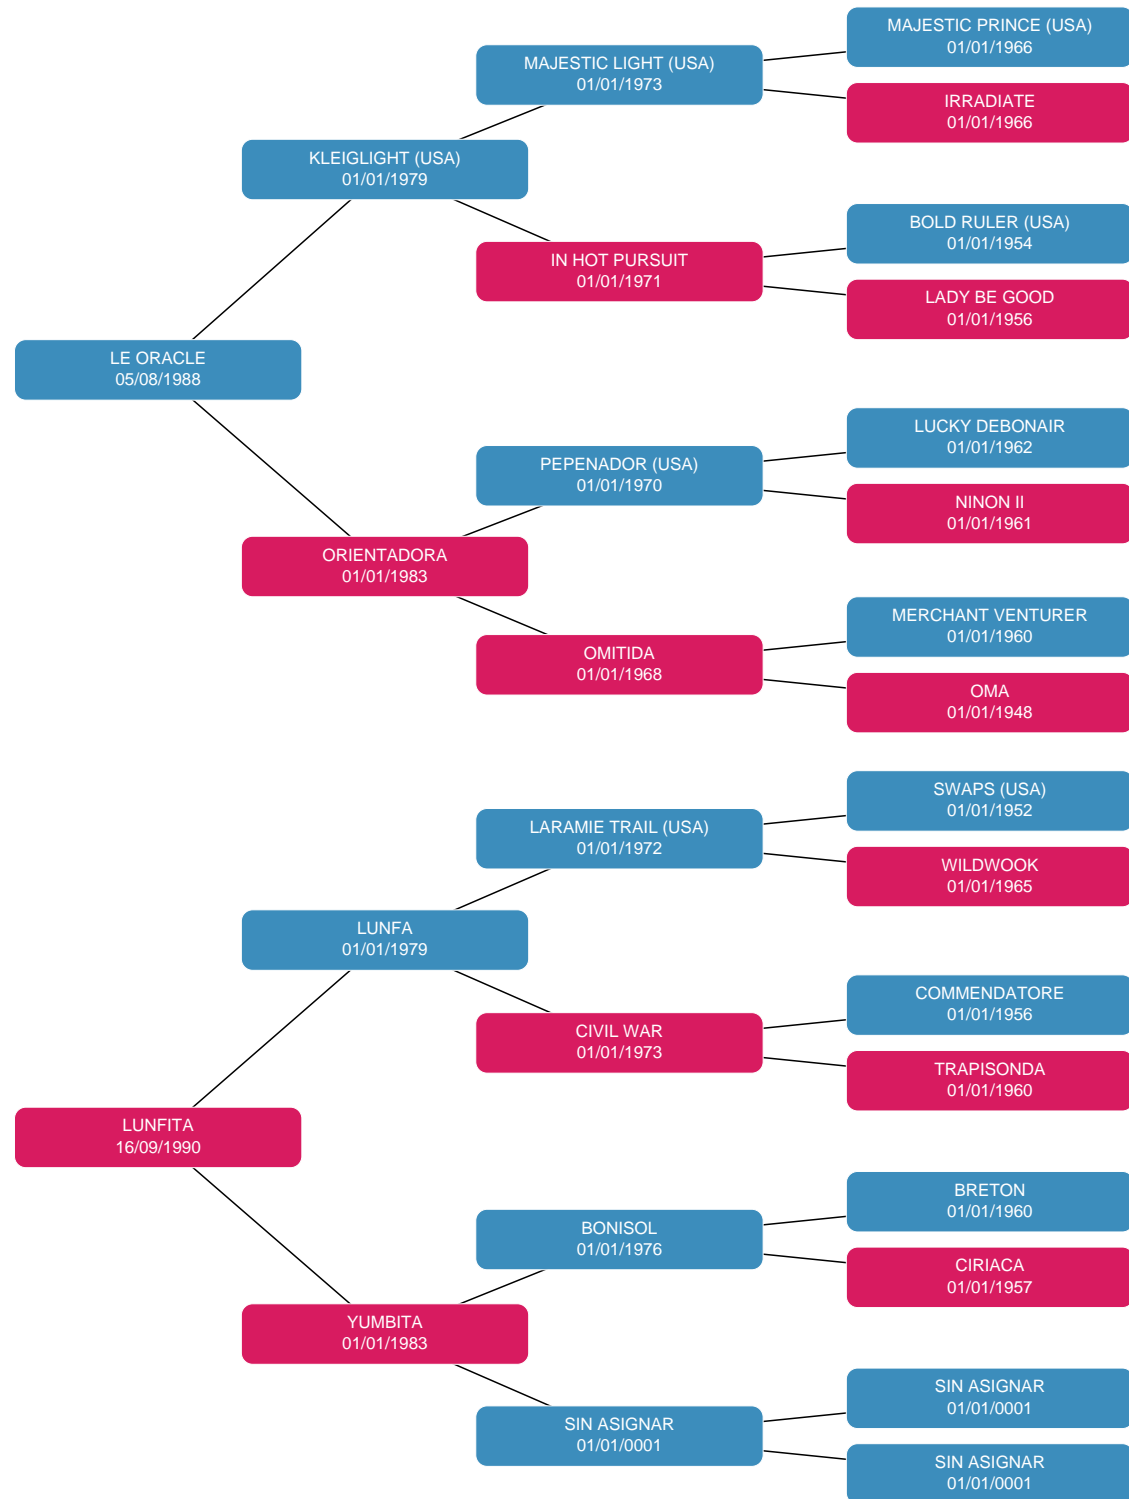 MAJESTIC PRINCE (USA)
01/01/1966
MAJESTIC LIGHT (USA)
01/01/1973
IRRADIATE
01/01/1966
KLEIGLIGHT (USA)
01/01/1979
BOLD RULER (USA)
01/01/1954
IN HOT PURSUIT
01/01/1971
LADY BE GOOD
01/01/1956
LE ORACLE
05/08/1988
LUCKY DEBONAIR
01/01/1962
PEPENADOR (USA)
01/01/1970
NINON II
01/01/1961
ORIENTADORA
01/01/1983
MERCHANT VENTURER
01/01/1960
OMITIDA
01/01/1968
OMA
01/01/1948
SWAPS (USA)
01/01/1952
LARAMIE TRAIL (USA)
01/01/1972
WILDWOOK
01/01/1965
LUNFA
01/01/1979
COMMENDATORE
01/01/1956
CIVIL WAR
01/01/1973
TRAPISONDA
01/01/1960
LUNFITA
16/09/1990
BRETON
01/01/1960
BONISOL
01/01/1976
CIRIACA
01/01/1957
YUMBITA
01/01/1983
SIN ASIGNAR
01/01/0001
SIN ASIGNAR
01/01/0001
SIN ASIGNAR
01/01/0001